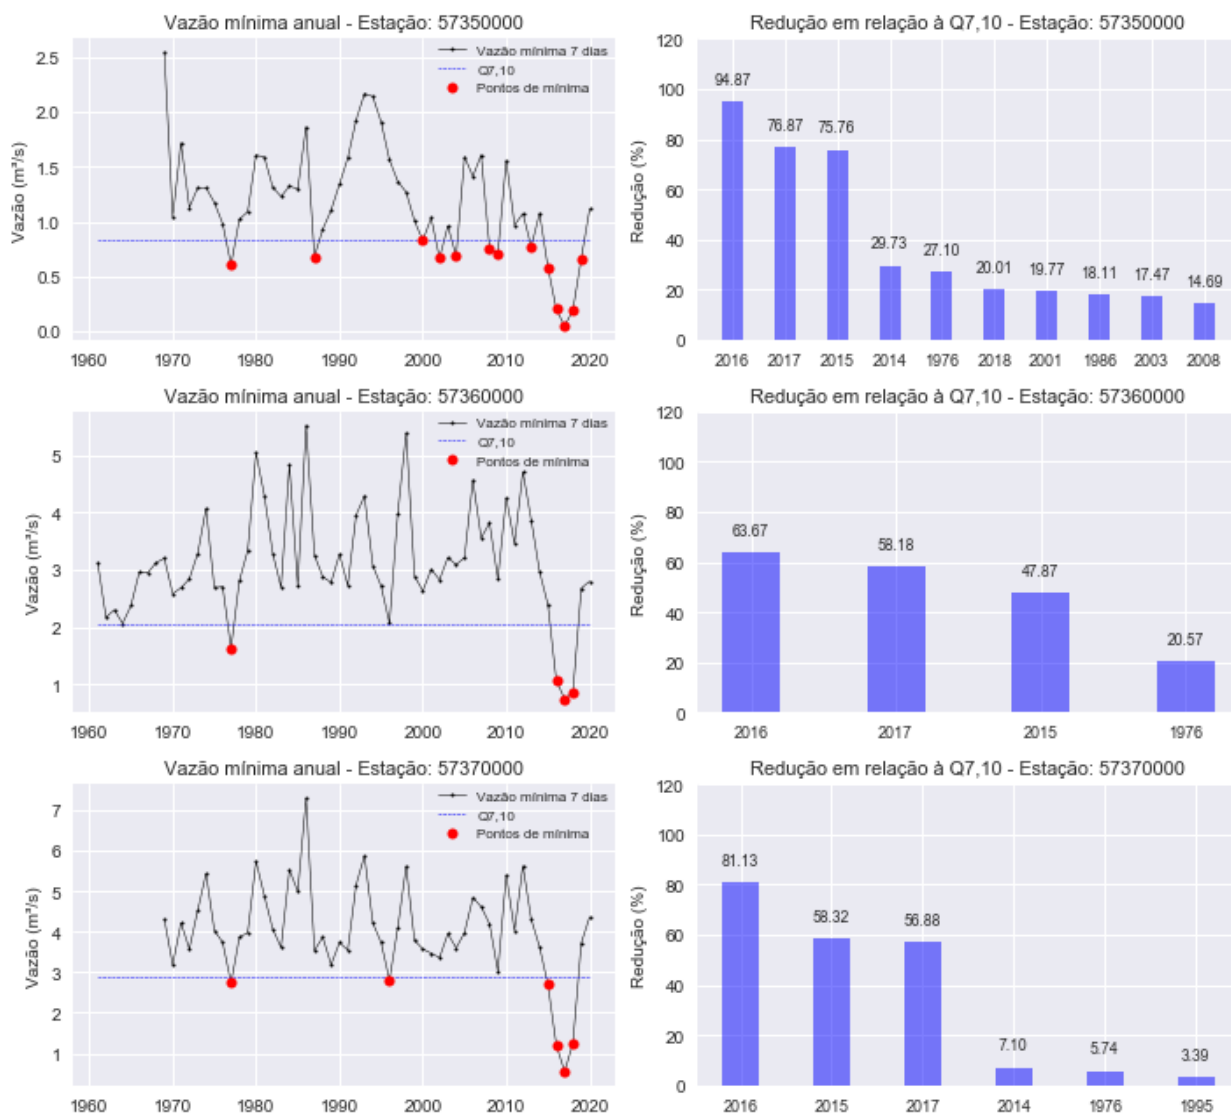 Vazão mínima anual - Estação: 57350000
Vazão (m³/s)
2.5
2.0
1.5
1.0
0.5
0.0
Vazão mínima 7 dias
Q7,10
Pontos de mínima
1960 1970 1980 1990 2000 2010 2020
Redução em relação à Q7,10 - Estação: 57350000
Redução (%)
120
100
80
60
40
20
0
94.87
76.87
75.76
29.73
27.10
20.01
19.77
18.11
17.47
14.69
2016 2017 2015 2014 1976 2018 2001 1986 2003 2008
Vazão mínima anual - Estação: 57360000
Vazão (m³/s)
5
4
3
2
1
Vazão mínima 7 dias
Q7,10
Pontos de mínima
1960 1970 1980 1990 2000 2010 2020
Redução em relação à Q7,10 - Estação: 57360000
Redução (%)
120
100
80
60
40
20
0
63.67
58.18
47.87
20.57
2016 2017 2015 1976
Vazão mínima anual - Estação: 57370000
Vazão (m³/s)
7
6
5
4
3
2
1
Vazão mínima 7 dias
Q7,10
Pontos de mínima
1960 1970 1980 1990 2000 2010 2020
Redução em relação à Q7,10 - Estação: 57370000
Redução (%)
120
100
80
60
40
20
0
81.13
58.32
56.88
7.10
5.74
3.39
2016 2015 2017 2014 1976 1995